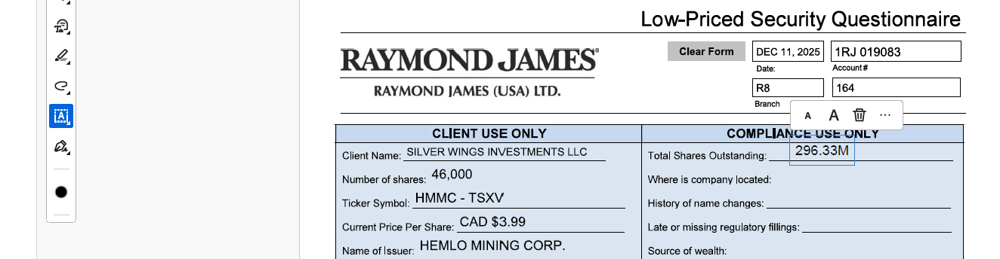 Low-Priced Security Questionnaire
RAYMOND JAMES®
RAYMOND JAMES (USA) LTD.
Clear Form
DEC 11, 2025
1RJ 019083
Date:
Account #
R8
164
Branch
A A ...
CLIENT USE ONLY
Client Name: SILVER WINGS INVESTMENTS LLC
Number of shares: 46,000
Ticker Symbol: HMMC - TSXV
Current Price Per Share: CAD $3.99
Name of Issuer: HEMLO MINING CORP.
COMPLIANCE USE ONLY
Total Shares Outstanding: 296.33M
Where is company located:
History of name changes:
Late or missing regulatory fillings:
Source of wealth: